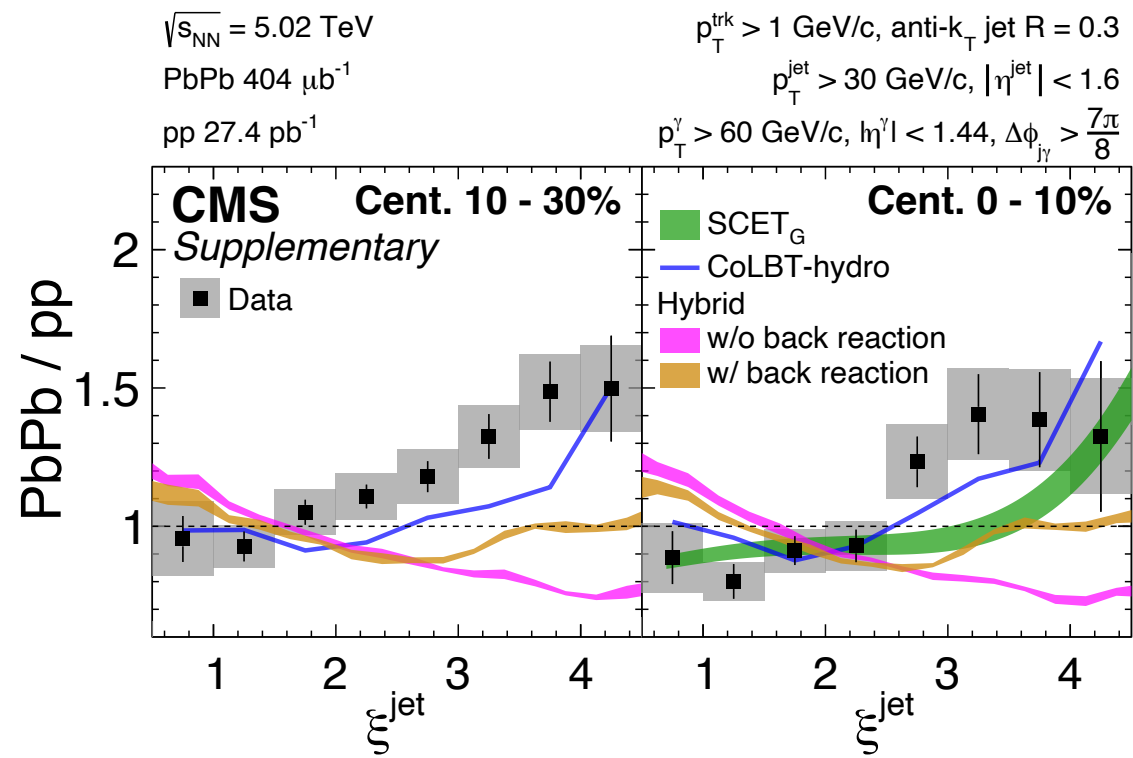 √s_NN = 5.02 TeV
PbPb 404 μb⁻¹
pp 27.4 pb⁻¹
p_T^trk > 1 GeV/c, anti-k_T jet R = 0.3
p_T^jet > 30 GeV/c, |η^jet| < 1.6
p_T^γ > 60 GeV/c, |η^γ| < 1.44, Δϕ_jγ > 7π/8
CMS
Supplementary
Cent. 10 - 30%
Data
Cent. 0 - 10%
SCET_G
CoLBT-hydro
Hybrid
w/o back reaction
w/ back reaction
PbPb / pp
2
1.5
1
1 2 3 4
1 2 3 4
ξ^jet
ξ^jet